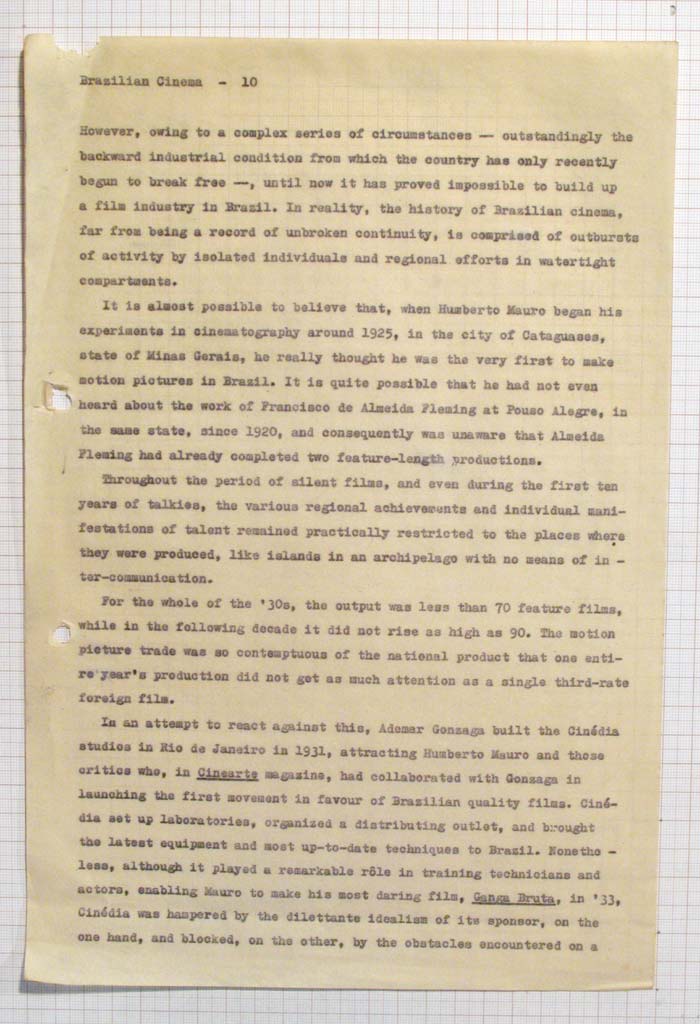 Brazilian Cinema - 10
However, owing to a complex series of circumstances — outstandingly the
backward industrial condition from which the country has only recently
begun to break free —, until now it has proved impossible to build up
a film industry in Brazil. In reality, the history of Brazilian cinema,
far from being a record of unbroken continuity, is comprised of outbursts
of activity by isolated individuals and regional efforts in watertight
compartments.
It is almost possible to believe that, when Humberto Mauro began his
experiments in cinematography around 1925, in the city of Cataguases,
state of Minas Gerais, he really thought he was the very first to make
motion pictures in Brazil. It is quite possible that he had not even
heard about the work of Francisco de Almeida Fleming at Pouso Alegre, in
the same state, since 1920, and consequently was unaware that Almeida
Fleming had already completed two feature-length productions.
Throughout the period of silent films, and even during the first ten
years of talkies, the various regional achievements and individual mani-
festations of talent remained practically restricted to the places where
they were produced, like islands in an archipelago with no means of in -
ter-communication.
For the whole of the '30s, the output was less than 70 feature films,
while in the following decade it did not rise as high as 90. The motion
picture trade was so contemptuous of the national product that one enti-
re year's production did not get as much attention as a single third-rate
foreign film.
In an attempt to react against this, Ademar Gonzaga built the Cinédia
studios in Rio de Janeiro in 1931, attracting Humberto Mauro and those
critics who, in Cinearte magazine, had collaborated with Gonzaga in
launching the first movement in favour of Brazilian quality films. Ciné-
dia set up laboratories, organized a distributing outlet, and brought
the latest equipment and most up-to-date techniques to Brazil. Nonethe -
less, although it played a remarkable rôle in training technicians and
actors, enabling Mauro to make his most daring film, Ganga Bruta, in '33,
Cinédia was hampered by the dilettante idealism of its sponsor, on the
one hand, and blocked, on the other, by the obstacles encountered on a